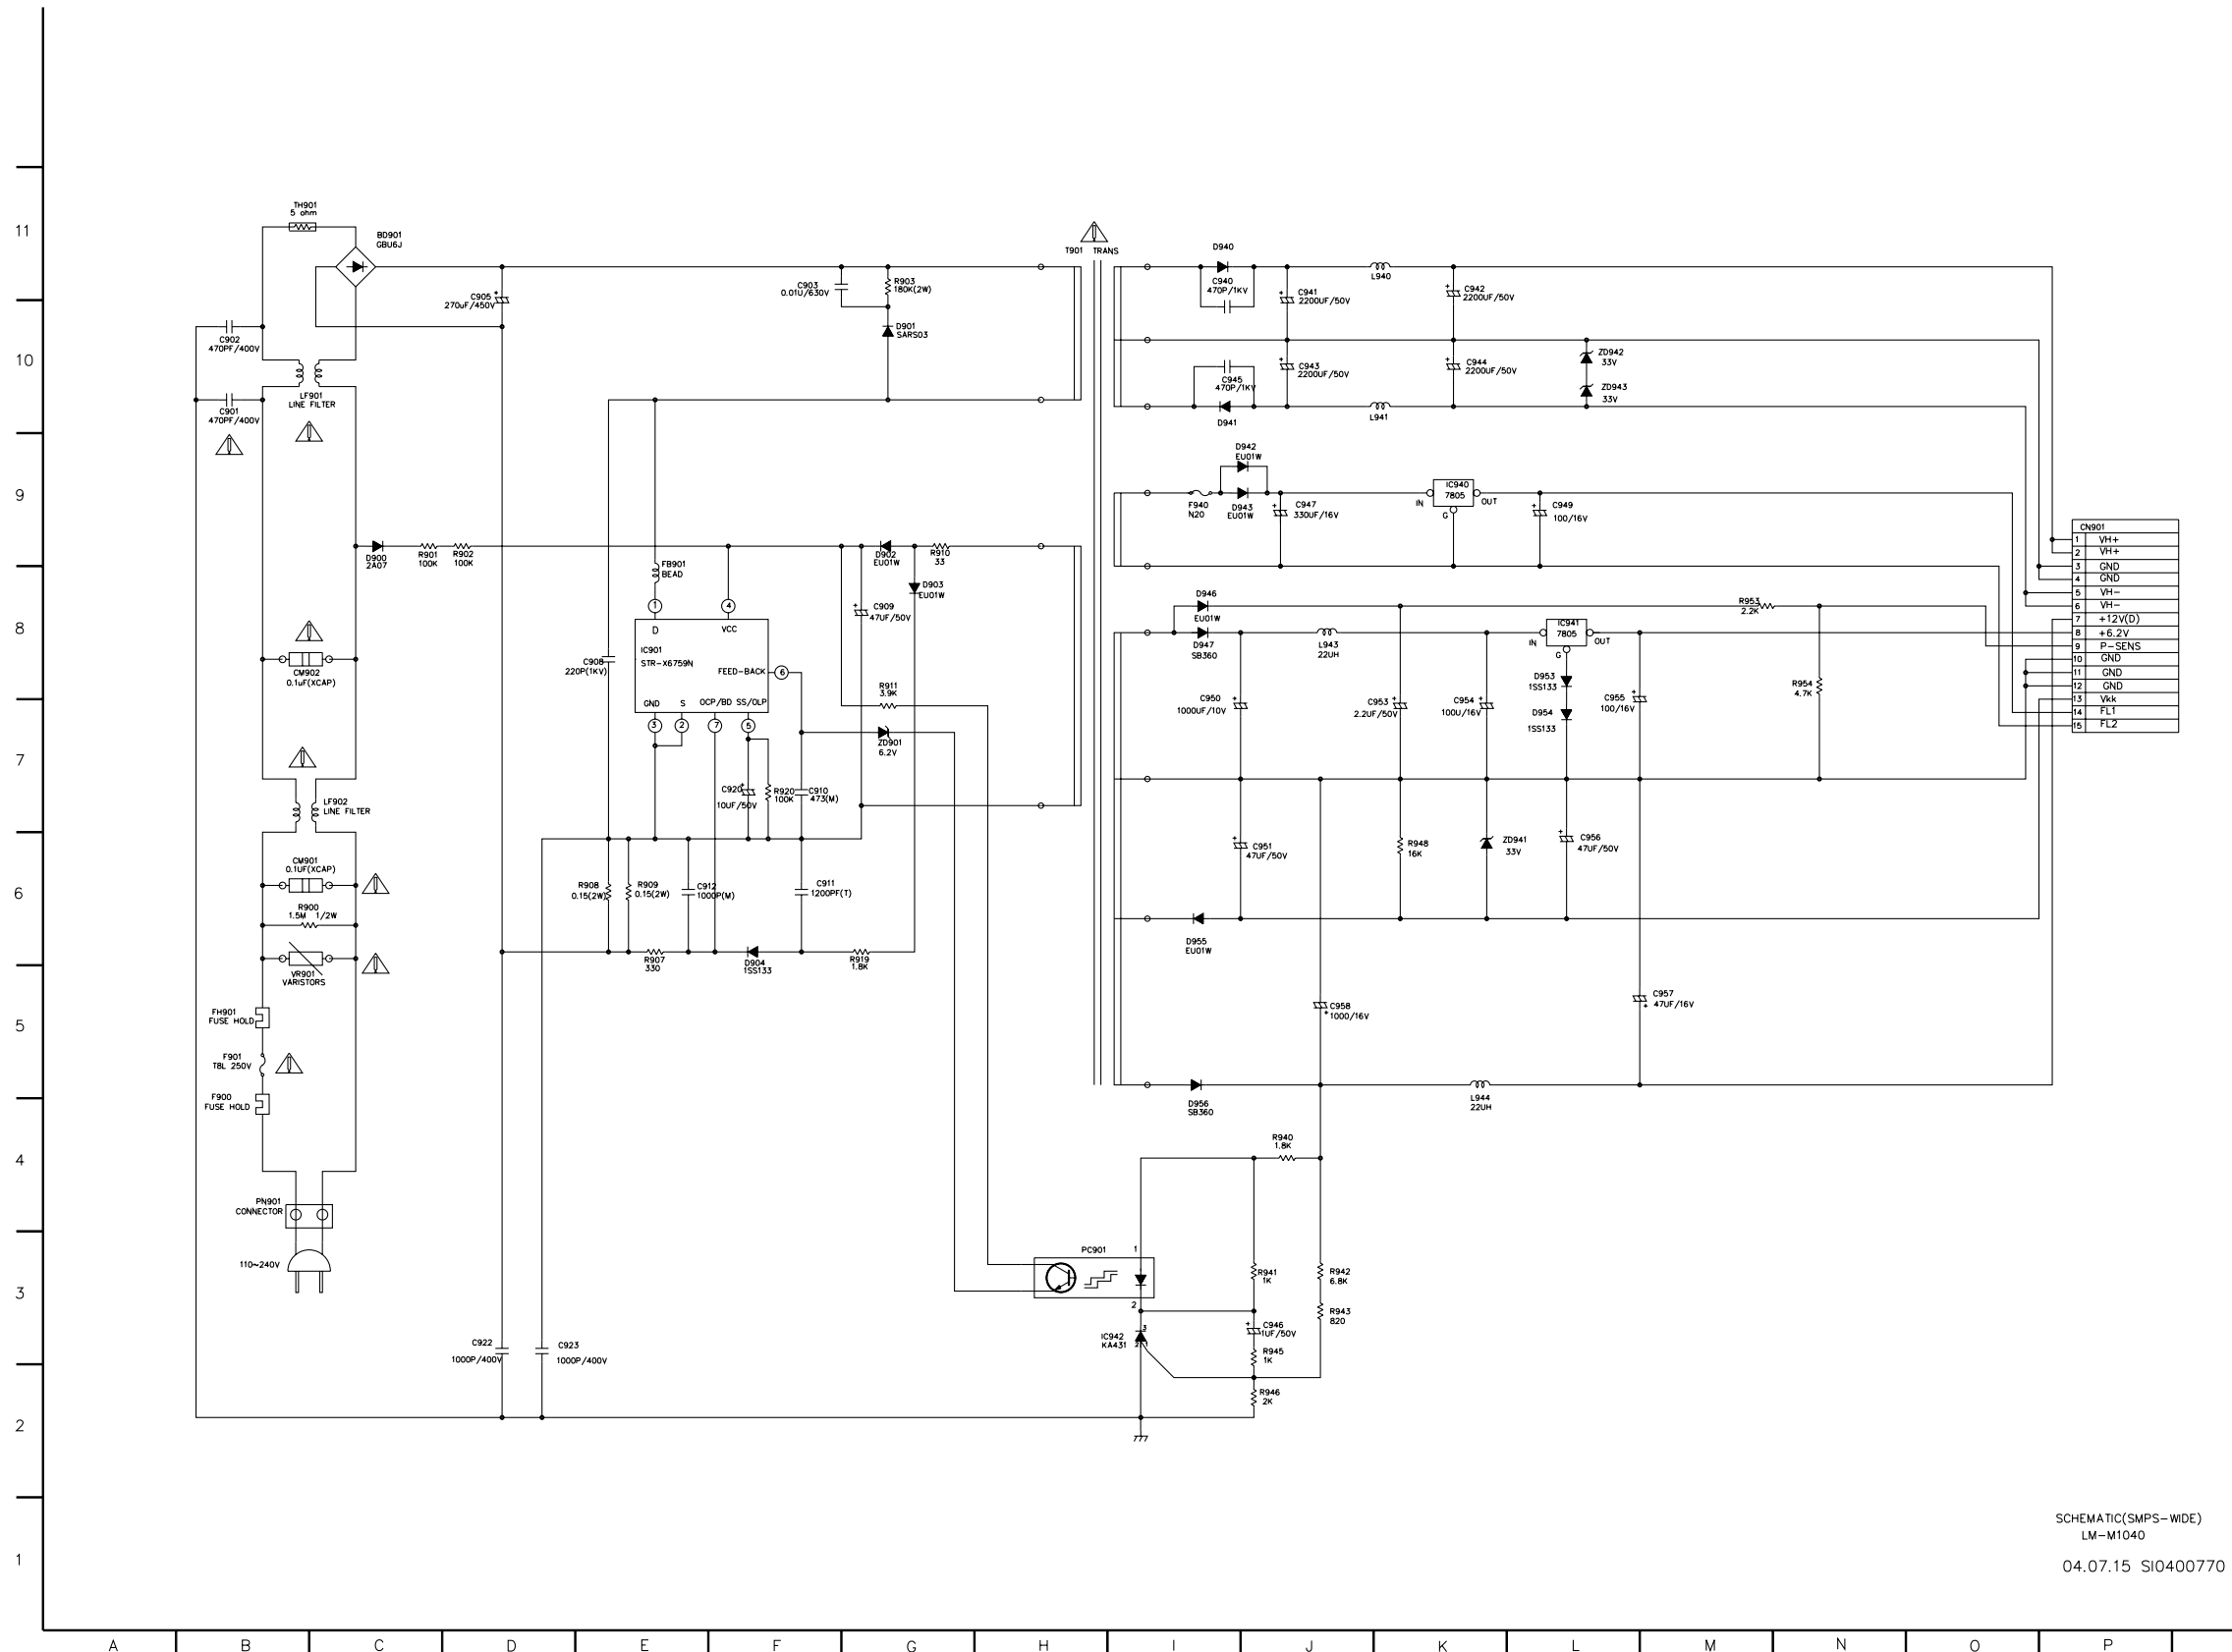 11
10
9
8
7
6
5
4
3
2
1
A B C D E F G H I J K L M N O P
TH901
5 ohm
BD901
GBU6J
C902
470PF/400V
C901
470PF/400V
LF901
LINE FILTER
C905
+
270uF/450V
C903
0.01U/630V
R903
180K(2W)
D901
SARS03
T901 TRANS
D900
2A07
R901
100K
R902
100K
FB901
BEAD
D902
EU01W
R910
33
D903
EU01W
C909
+
47UF/50V
1
4
D
VCC
IC901
STR-X6759N
FEED-BACK
6
GND S OCP/BD SS/OLP
3
2
7
5
C908
220P(1KV)
R911
3.9K
ZD901
6.2V
CM902
0.1uF(XCAP)
LF902
LINE FILTER
C920
+
10UF/50V
R920
100K
C910
473(M)
CM901
0.1UF(XCAP)
R900
1.5M 1/2W
VR901
VARISTORS
R908
0.15(2W)
R909
0.15(2W)
C912
1000P(M)
C911
1200PF(T)
R907
330
D904
1SS133
R919
1.8K
FH901
FUSE HOLD
F901
T8L 250V
F900
FUSE HOLD
PN901
CONNECTOR
110~240V
C922
1000P/400V
C923
1000P/400V
D940
C940
470P/1KV
C941
+
2200UF/50V
L940
C942
+
2200UF/50V
C945
470P/1KV
D941
C943
+
2200UF/50V
L941
C944
+
2200UF/50V
ZD942
33V
ZD943
33V
D942
EU01W
F940
N20
D943
EU01W
C947
+
330UF/16V
IC940
7805
IN
OUT
G
C949
+
100/16V
D946
EU01W
D947
SB360
L943
22UH
IC941
7805
IN
OUT
G
R953
2.2K
D953
1SS133
D954
1SS133
C950
+
1000UF/10V
C953
+
2.2UF/50V
C954
+
100U/16V
C955
+
100/16V
R954
4.7K
C951
+
47UF/50V
R948
16K
ZD941
33V
C956
+
47UF/50V
D955
EU01W
C958
+
1000/16V
C957
+
47UF/16V
D956
SB360
L944
22UH
R940
1.8K
PC901
1
2
R941
1K
R942
6.8K
R943
820
IC942
KA431
3
C946
+
1UF/50V
R945
1K
R946
2K
CN901
1 VH+
2 VH+
3 GND
4 GND
5 VH-
6 VH-
7 +12V(D)
8 +6.2V
9 P-SENS
10 GND
11 GND
12 GND
13 Vkk
14 FL1
15 FL2
SCHEMATIC(SMPS-WIDE)
LM-M1040
04.07.15 SI0400770